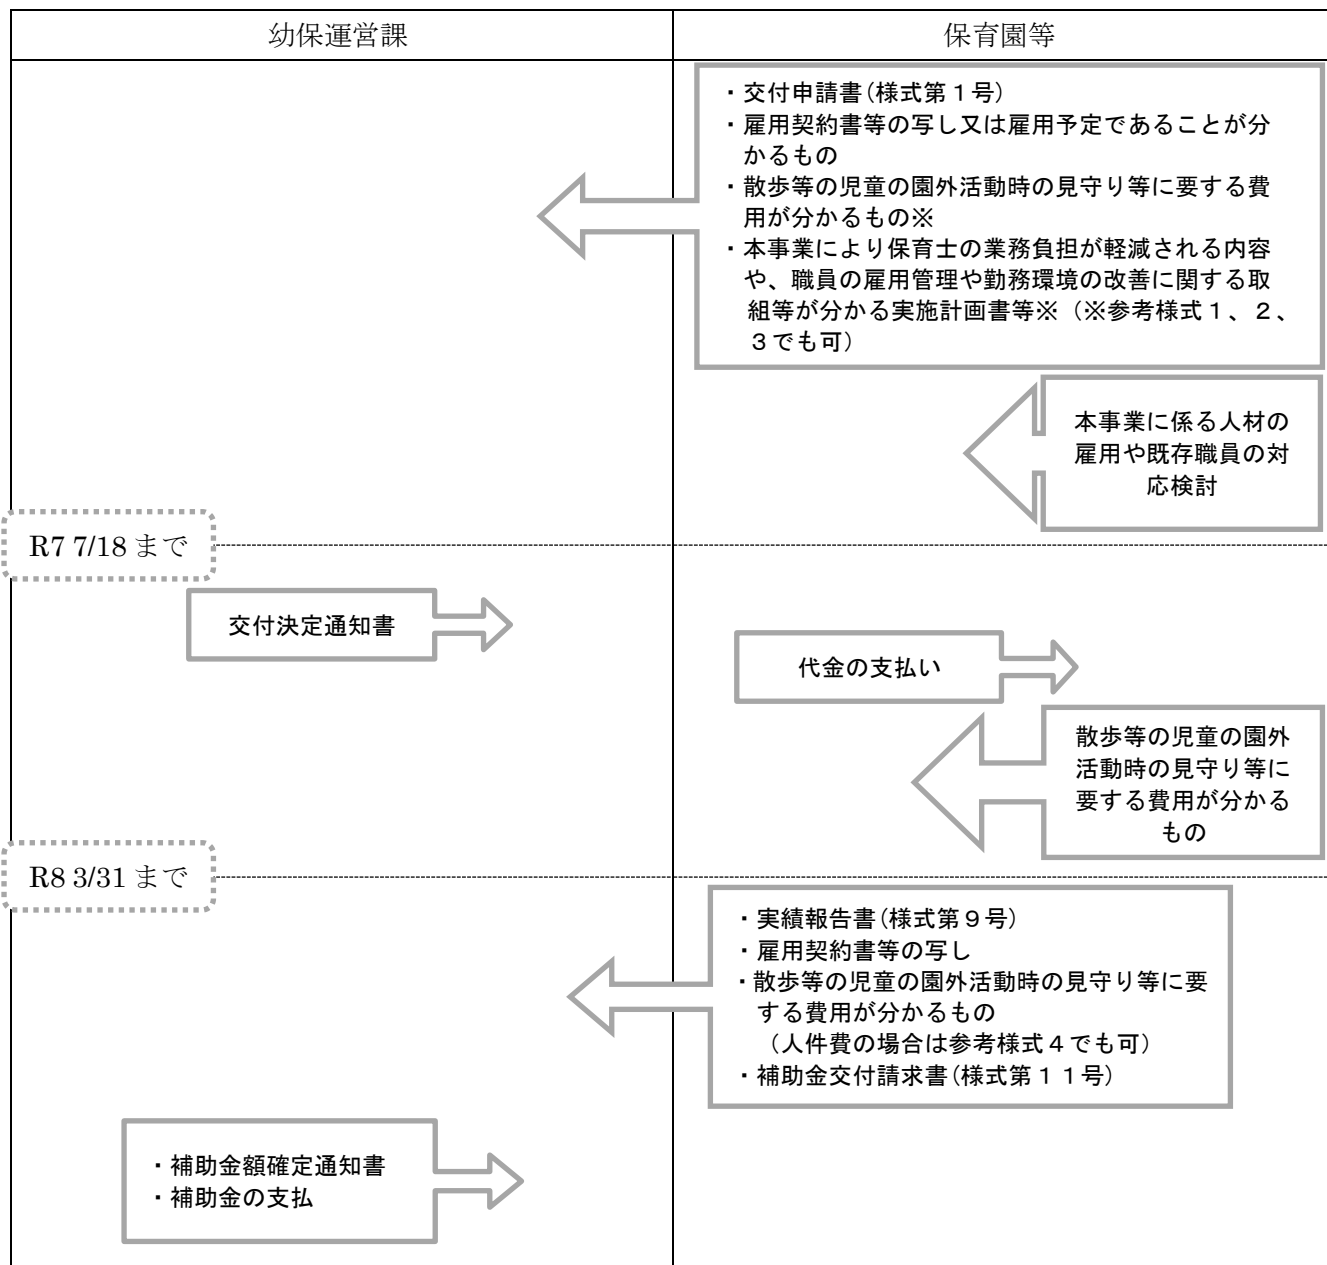 幼保運営課
保育園等
・交付申請書(様式第１号)
・雇用契約書等の写し又は雇用予定であることが分
かるもの
・散歩等の児童の園外活動時の見守り等に要する費
用が分かるもの※
・本事業により保育士の業務負担が軽減される内容
や、職員の雇用管理や勤務環境の改善に関する取
組等が分かる実施計画書等※（※参考様式１、２、
３でも可）
本事業に係る人材の
雇用や既存職員の対
応検討
R7 7/18 まで
交付決定通知書
代金の支払い
散歩等の児童の園外
活動時の見守り等に
要する費用が分かる
もの
R8 3/31 まで
・実績報告書(様式第９号)
・雇用契約書等の写し
・散歩等の児童の園外活動時の見守り等に要
する費用が分かるもの
（人件費の場合は参考様式４でも可）
・補助金交付請求書(様式第１１号)
・補助金額確定通知書
・補助金の支払